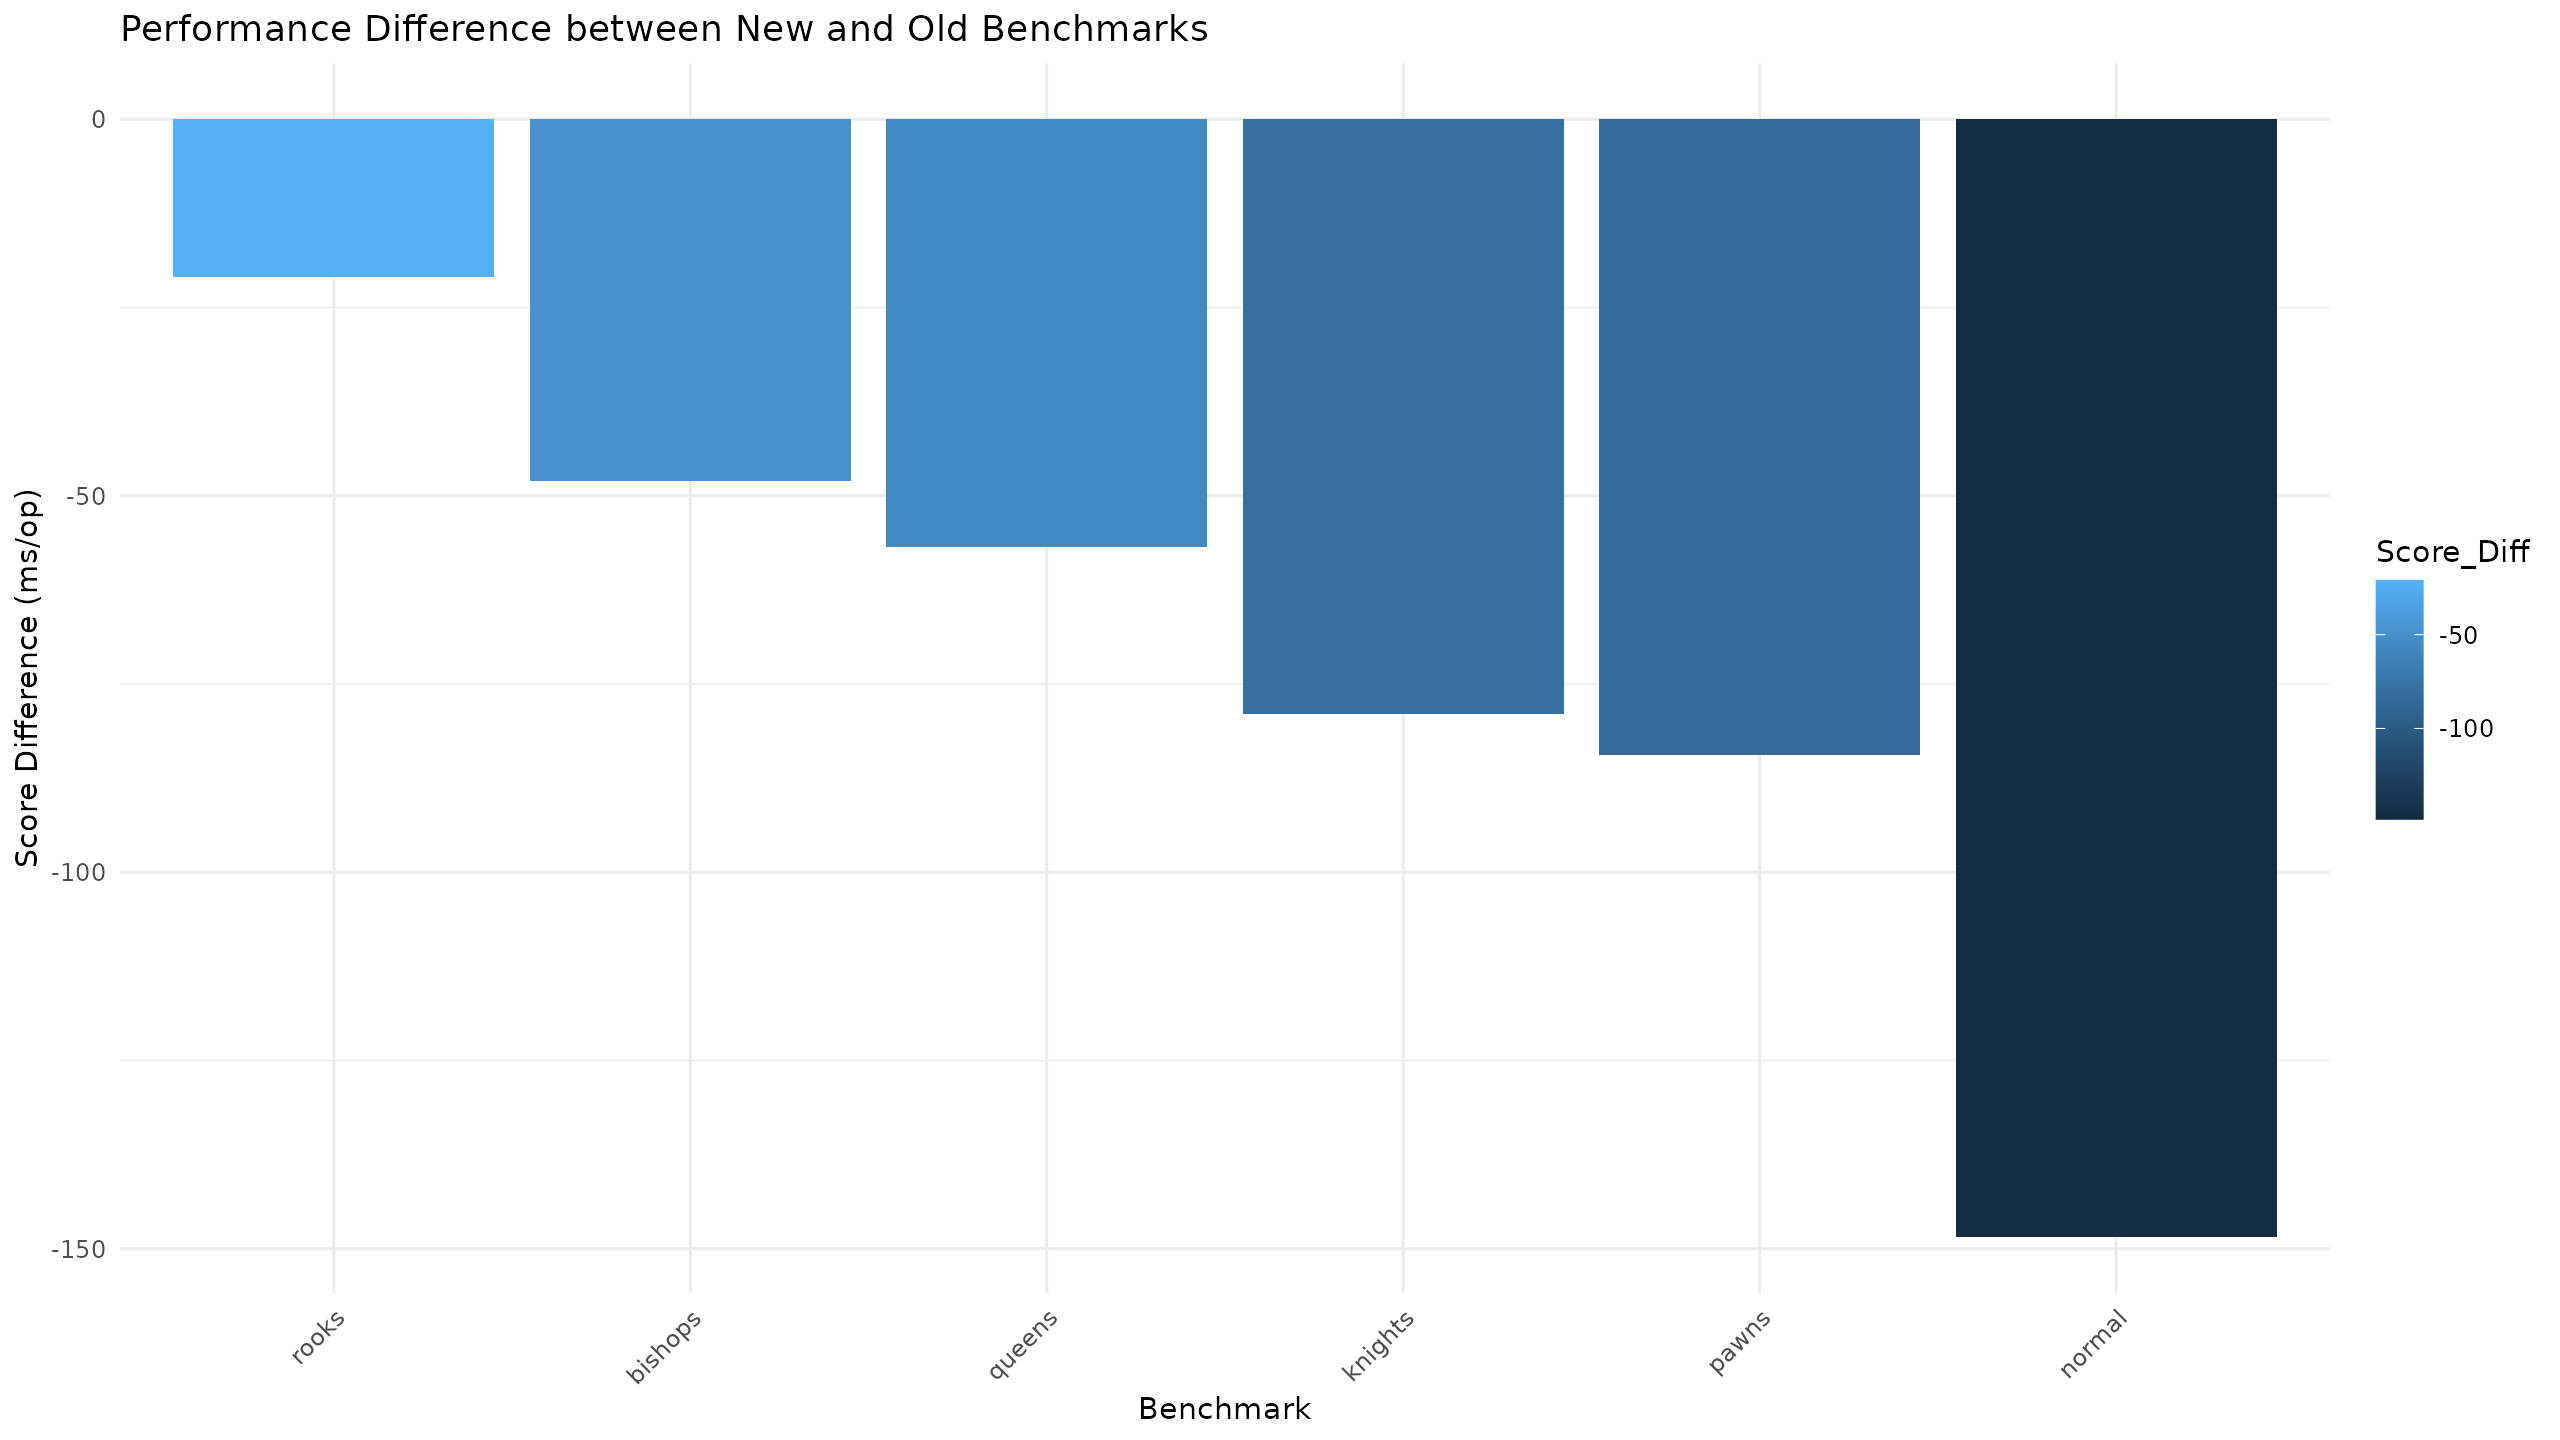 Performance Difference between New and Old Benchmarks
0
-50
-100
-150
Score Difference (ms/op)
rooks
bishops
queens
knights
pawns
normal
Benchmark
Score_Diff
-50
-100